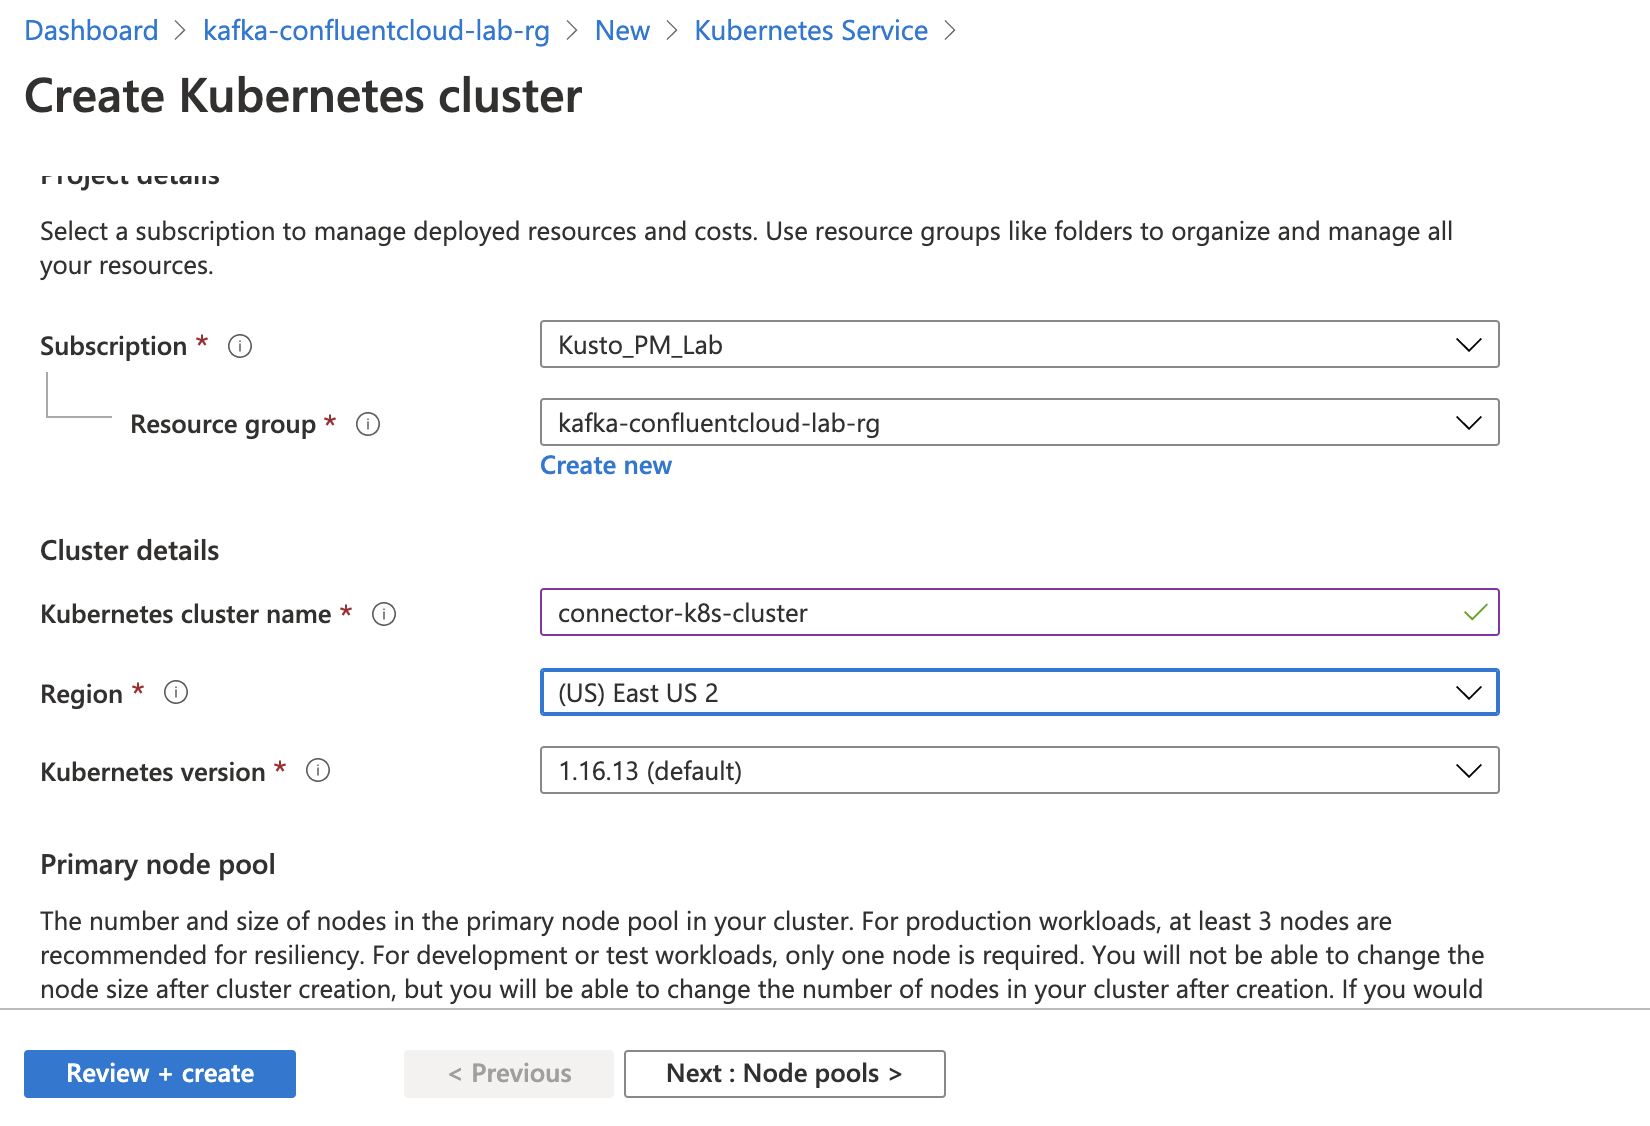 Dashboard > kafka-confluentcloud-lab-rg > New > Kubernetes Service >
Create Kubernetes cluster
Project details
Select a subscription to manage deployed resources and costs. Use resource groups like folders to organize and manage all
your resources.
Subscription *
Kusto_PM_Lab
Resource group *
kafka-confluentcloud-lab-rg
Create new
Cluster details
Kubernetes cluster name *
connector-k8s-cluster
Region *
(US) East US 2
Kubernetes version *
1.16.13 (default)
Primary node pool
The number and size of nodes in the primary node pool in your cluster. For production workloads, at least 3 nodes are
recommended for resiliency. For development or test workloads, only one node is required. You will not be able to change the
node size after cluster creation, but you will be able to change the number of nodes in your cluster after creation. If you would
Review + create
< Previous
Next : Node pools >